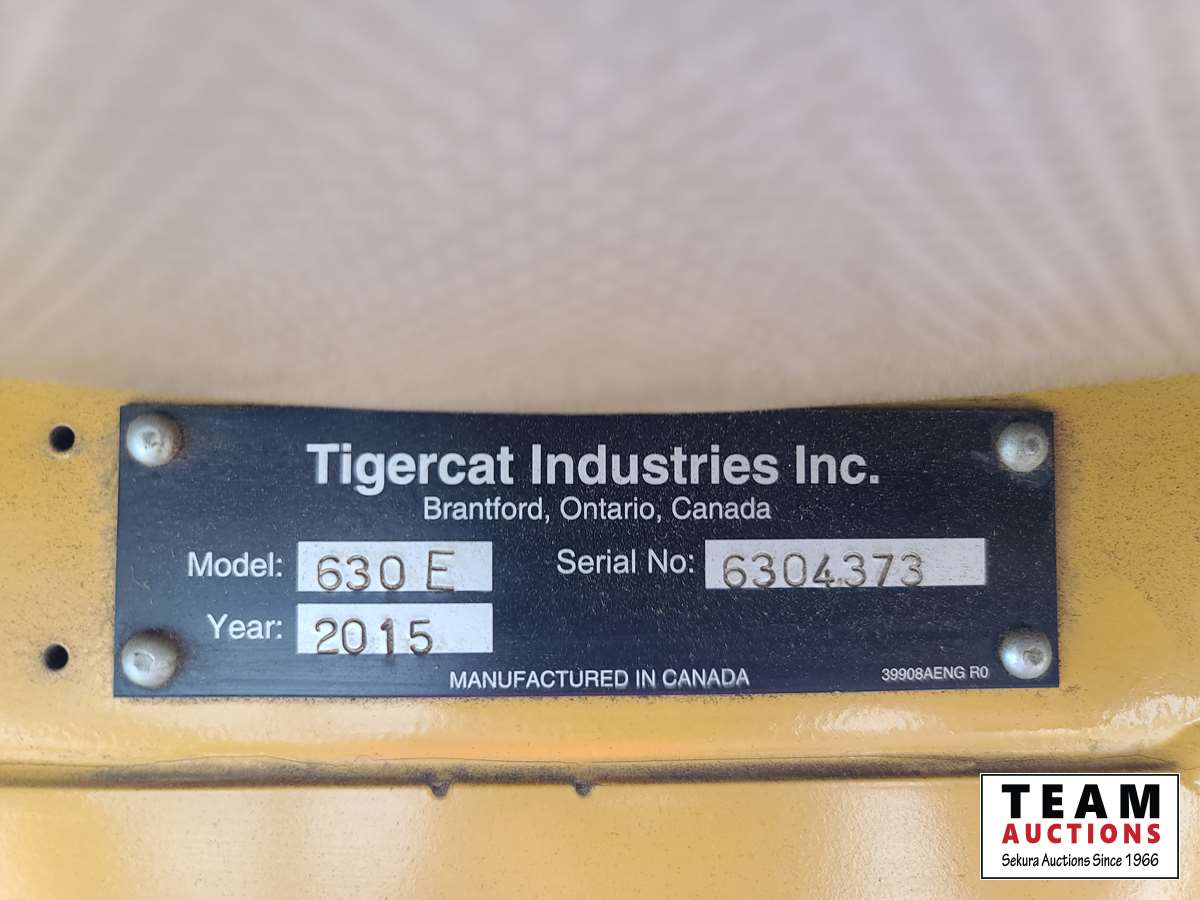 Tigercat Industries Inc.
Brantford, Ontario, Canada
Model: 630 E Serial No: 6304373
Year: 2015
MANUFACTURED IN CANADA 39908AENG R0
TEAM
AUCTIONS
Sekura Auctions Since 1966